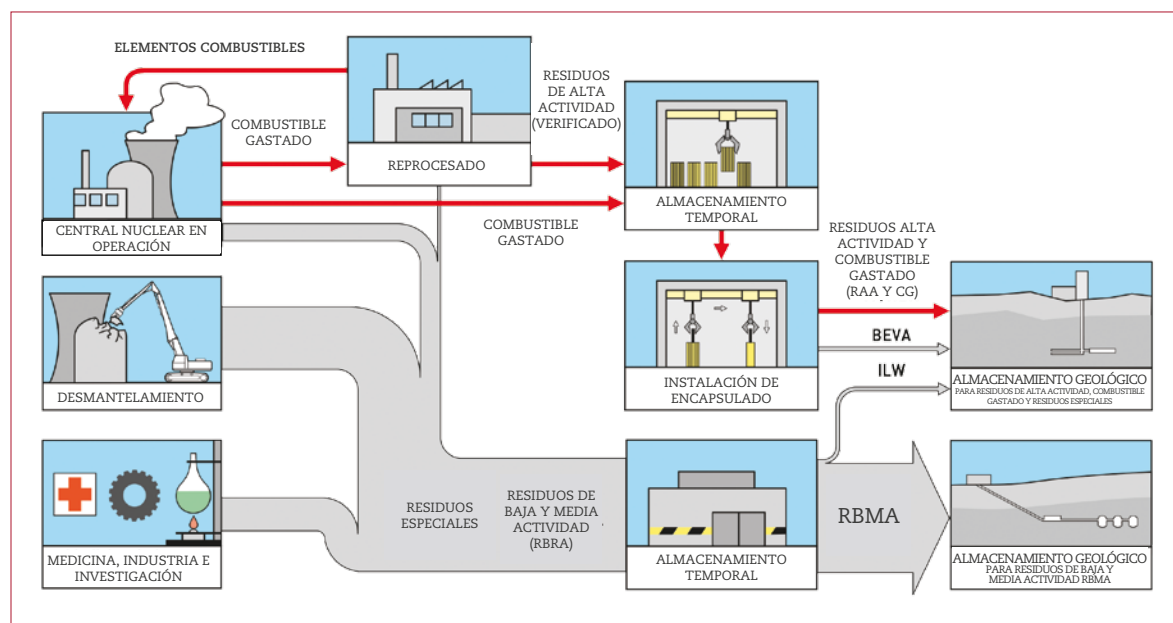 ELEMENTOS COMBUSTIBLES
COMBUSTIBLE
GASTADO
REPROCESADO
RESIDUOS
DE ALTA
ACTIVIDAD
(VERIFICADO)
CENTRAL NUCLEAR EN
OPERACIÓN
COMBUSTIBLE
GASTADO
ALMACENAMIENTO
TEMPORAL
RESIDUOS ALTA
ACTIVIDAD Y
COMBUSTIBLE
GASTADO
(RAA Y CG)
DESMANTELAMIENTO
INSTALACIÓN DE
ENCAPSULADO
BEVA
ILW
ALMACENAMIENTO GEOLÓGICO
PARA RESIDUOS DE ALTA ACTIVIDAD, COMBUSTIBLE
GASTADO Y RESIDUOS ESPECIALES
MEDICINA, INDUSTRIA E
INVESTIGACIÓN
RESIDUOS
ESPECIALES
RESIDUOS DE
BAJA Y MEDIA
ACTIVIDAD
(RBRA)
ALMACENAMIENTO
TEMPORAL
RBMA
ALMACENAMIENTO GEOLÓGICO
PARA RESIDUOS DE BAJA Y
MEDIA ACTIVIDAD RBMA